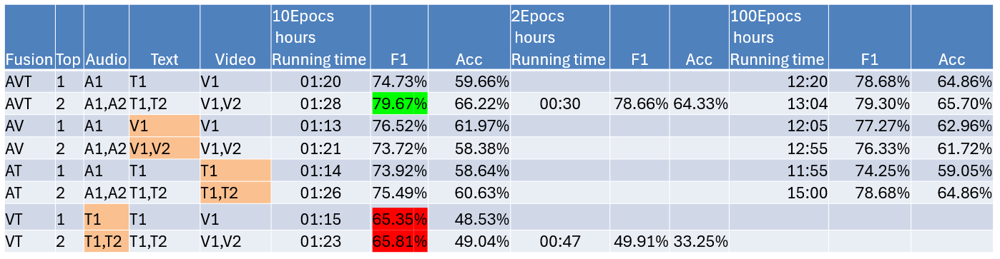 10Epocs 2Epocs 100Epocs
hours hours hours
Fusion Top Audio Text Video Running time F1 Acc Running time F1 Acc Running time F1 Acc
AVT 1 A1 T1 V1 01:20 74.73% 59.66% 12:20 78.68% 64.86%
AVT 2 A1,A2 T1,T2 V1,V2 01:28 79.67% 66.22% 00:30 78.66% 64.33% 13:04 79.30% 65.70%
AV 1 A1 V1 V1 01:13 76.52% 61.97% 12:05 77.27% 62.96%
AV 2 A1,A2 V1,V2 V1,V2 01:21 73.72% 58.38% 12:55 76.33% 61.72%
AT 1 A1 T1 T1 01:14 73.92% 58.64% 11:55 74.25% 59.05%
AT 2 A1,A2 T1,T2 T1,T2 01:26 75.49% 60.63% 15:00 78.68% 64.86%
VT 1 T1 T1 V1 01:15 65.35% 48.53%
VT 2 T1,T2 T1,T2 V1,V2 01:23 65.81% 49.04% 00:47 49.91% 33.25%